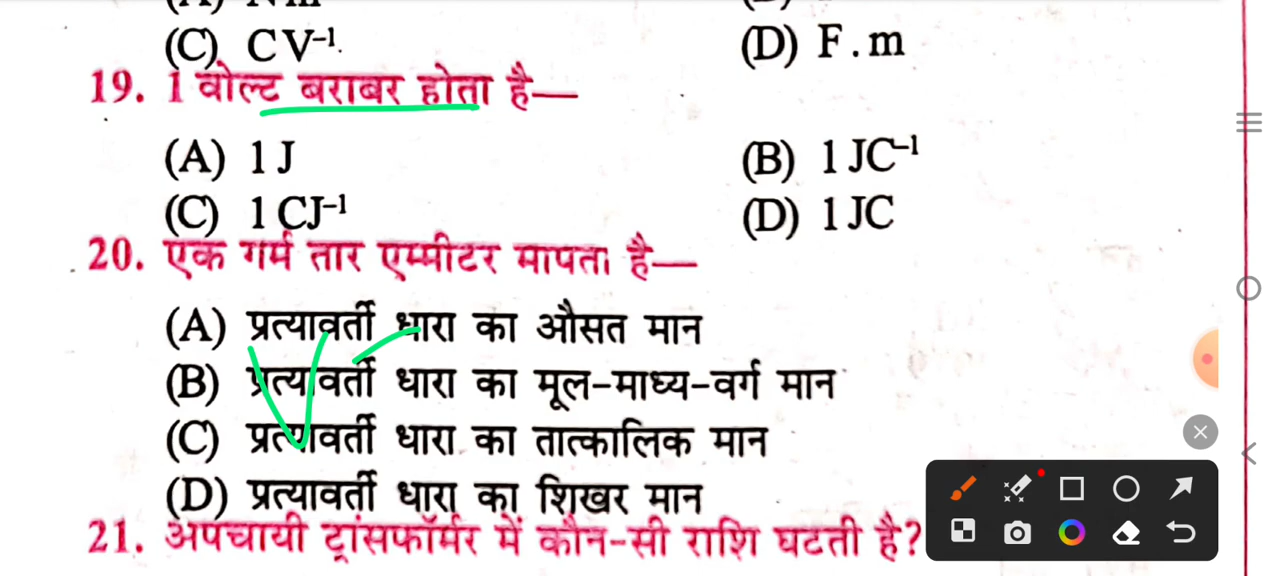 (C) CV⁻¹.
(D) F.m
19. 1 वोल्ट बराबर होता है—
(A) 1 J
(B) 1 JC⁻¹
(C) 1 CJ⁻¹
(D) 1 JC
20. एक गर्म तार एम्मीटर मापता है—
(A) प्रत्यावर्ती धारा का औसत मान
(B) प्रत्यावर्ती धारा का मूल-माध्य-वर्ग मान
(C) प्रत्यावर्ती धारा का तात्कालिक मान
(D) प्रत्यावर्ती धारा का शिखर मान
21. अपचायी ट्रांसफॉर्मर में कौन-सी राशि घटती है?